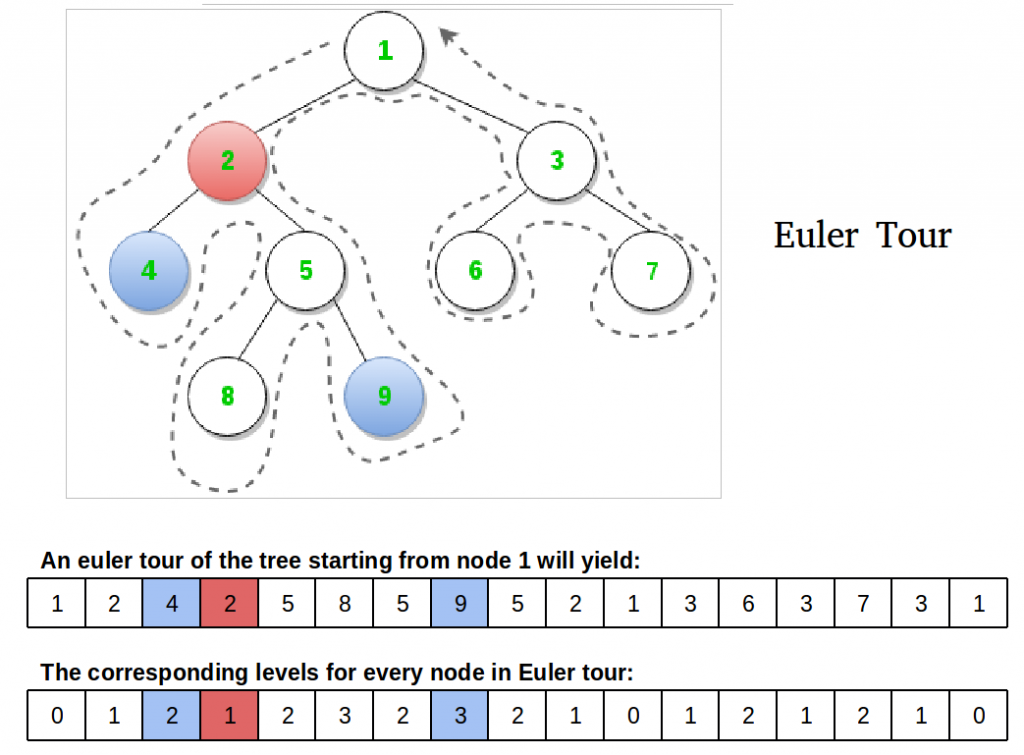 1
2 3
Euler Tour
4 5 6 7
8 9
An euler tour of the tree starting from node 1 will yield:
1 2 4 2 5 8 5 9 5 2 1 3 6 3 7 3 1
The corresponding levels for every node in Euler tour:
0 1 2 1 2 3 2 3 2 1 0 1 2 1 2 1 0